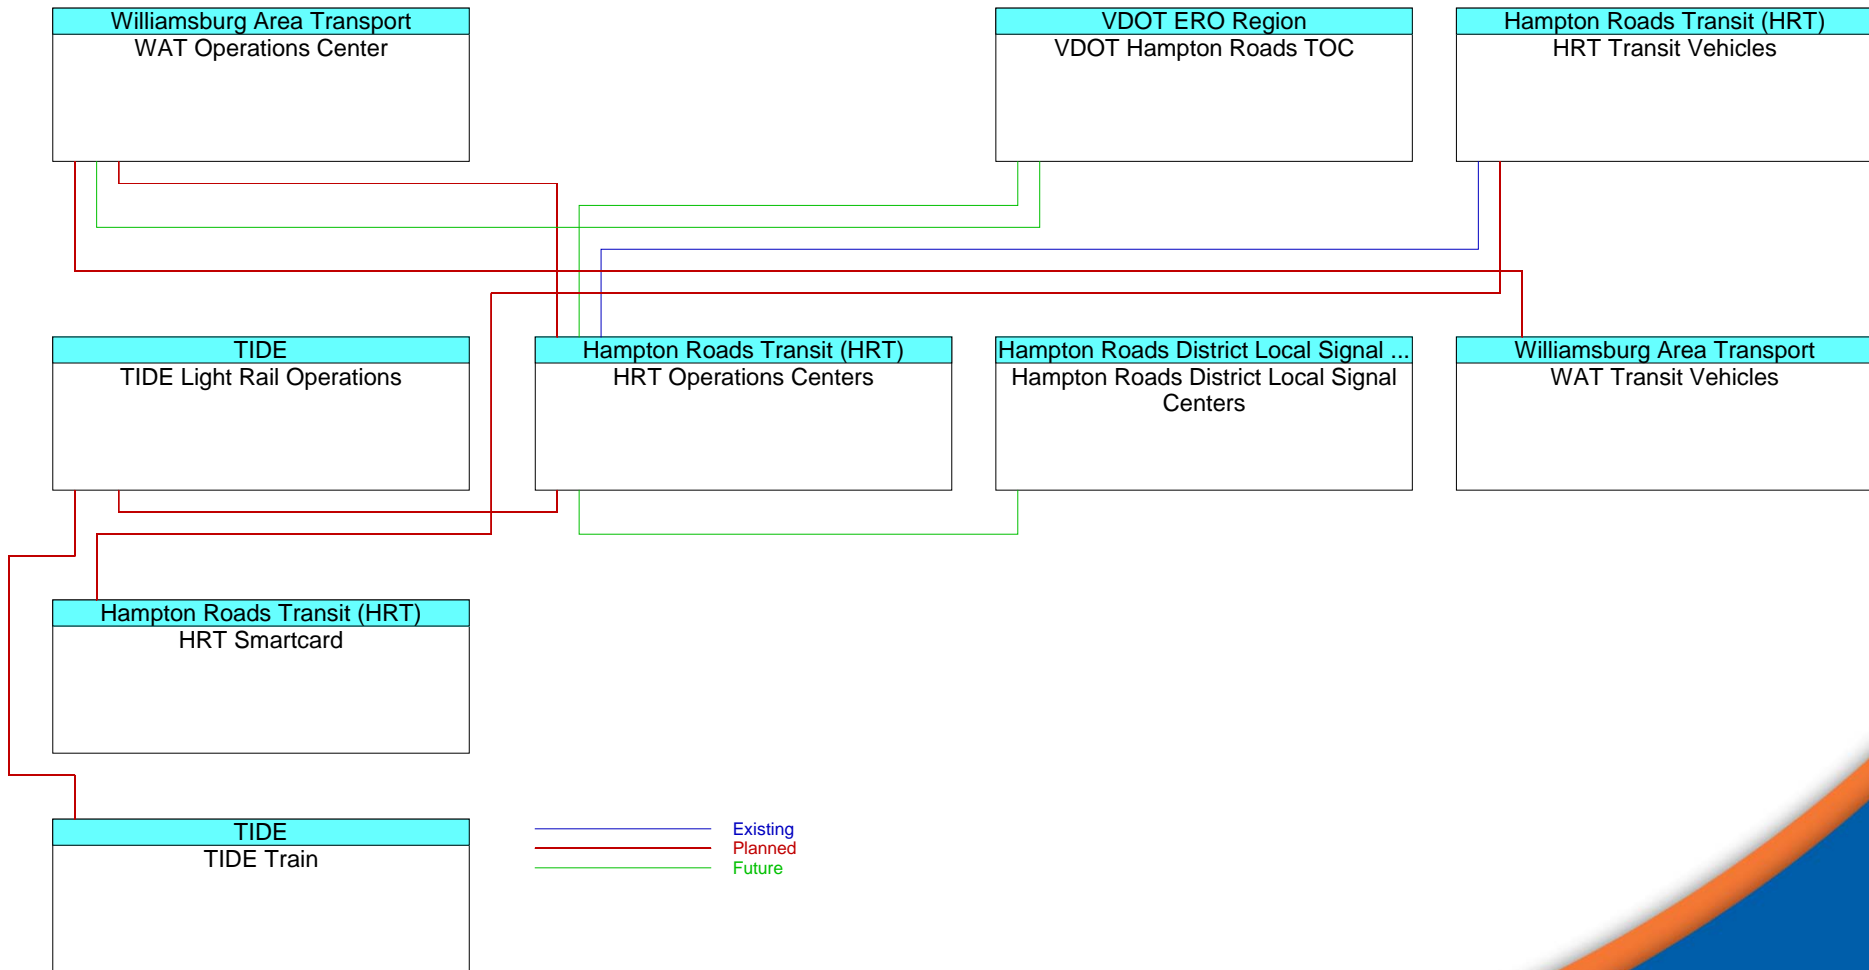 Williamsburg Area Transport
WAT Operations Center
VDOT ERO Region
VDOT Hampton Roads TOC
Hampton Roads Transit (HRT)
HRT Transit Vehicles
TIDE
TIDE Light Rail Operations
Hampton Roads Transit (HRT)
HRT Operations Centers
Hampton Roads District Local Signal ...
Hampton Roads District Local Signal
Centers
Williamsburg Area Transport
WAT Transit Vehicles
Hampton Roads Transit (HRT)
HRT Smartcard
TIDE
TIDE Train
Existing
Planned
Future